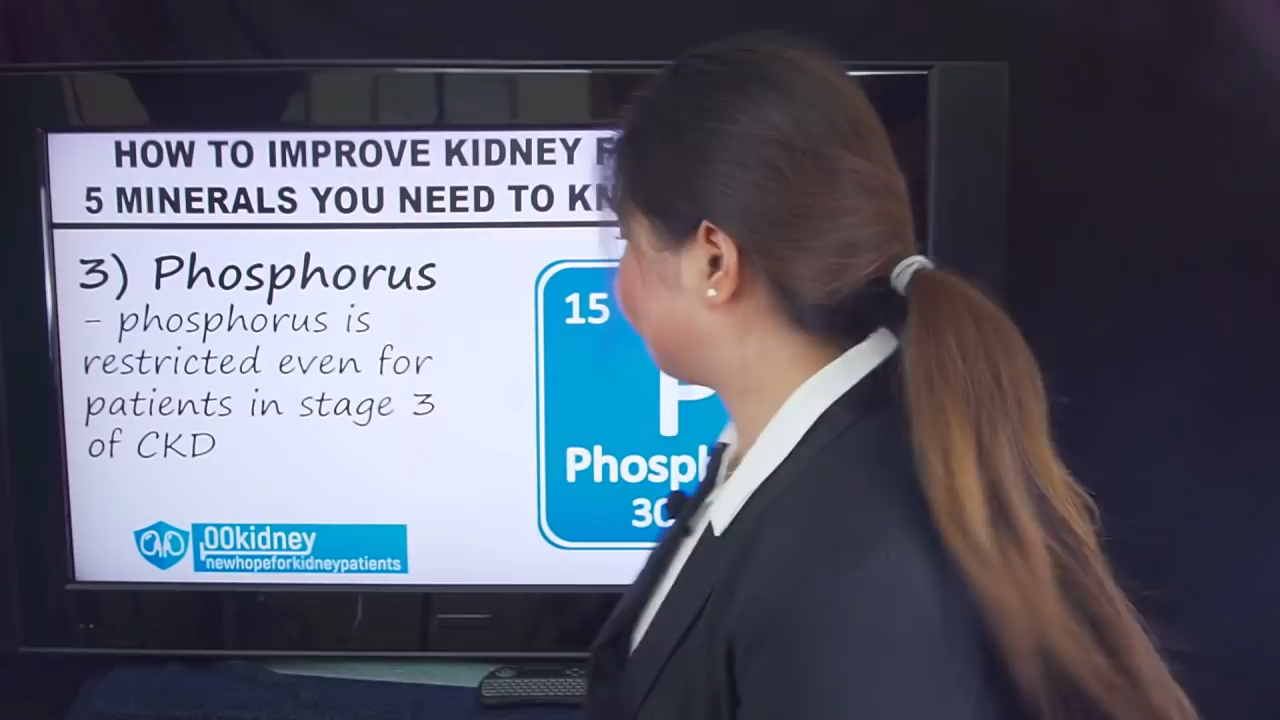 HOW TO IMPROVE KIDNEY
5 MINERALS YOU NEED TO
3) Phosphorus
- phosphorus is
restricted even for
patients in stage 3
of CKD
15
P
30
00kidney
newhopeforkidneypatients